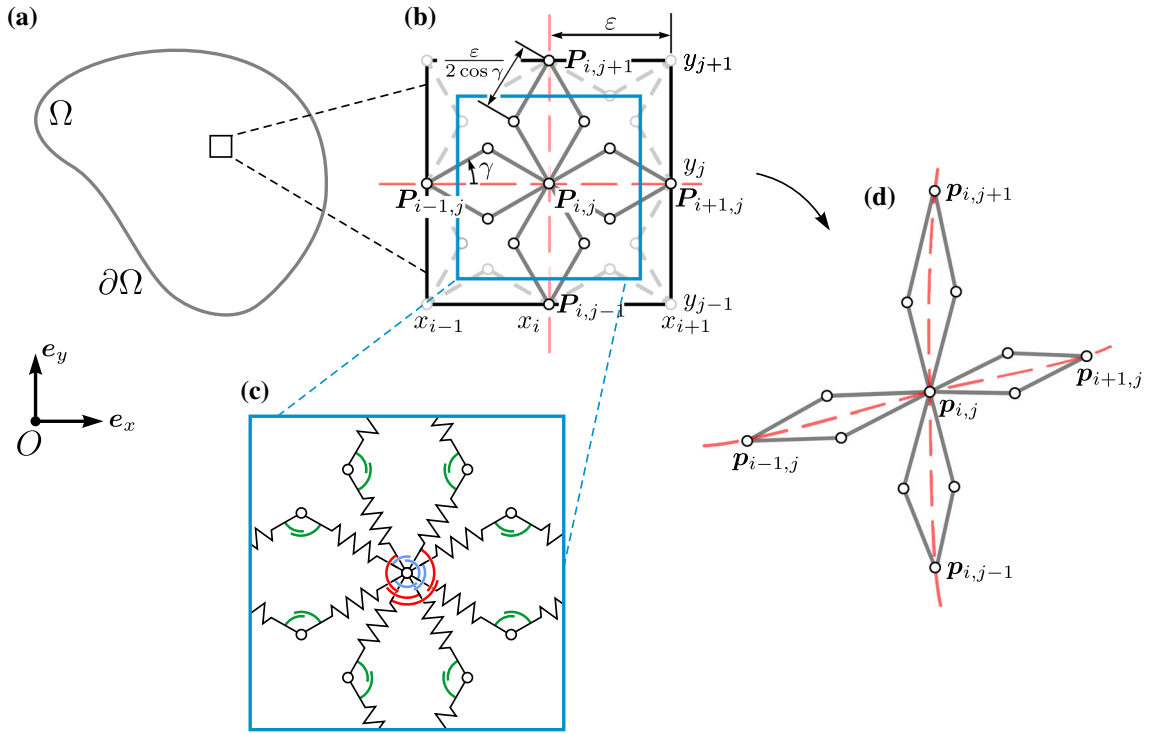 (a)
Ω
∂Ω
e_y
O
e_x
(b)
ε
ε / 2 cos γ
P_{i,j+1}
y_{j+1}
γ
y_j
P_{i−1,j}
P_{i,j}
P_{i+1,j}
P_{i,j−1}
y_{j−1}
x_{i−1}
x_i
x_{i+1}
(c)
(d)
p_{i,j+1}
p_{i+1,j}
p_{i,j}
p_{i−1,j}
p_{i,j−1}